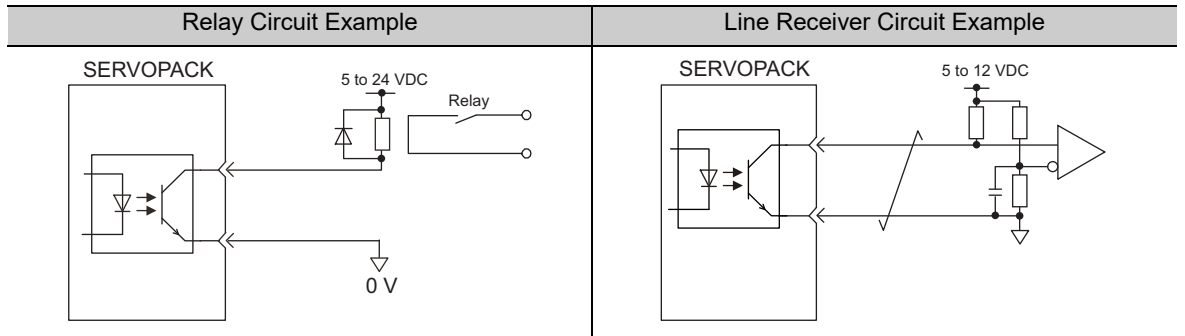 Relay Circuit Example
Line Receiver Circuit Example
SERVOPACK
5 to 24 VDC
Relay
0 V
SERVOPACK
5 to 12 VDC